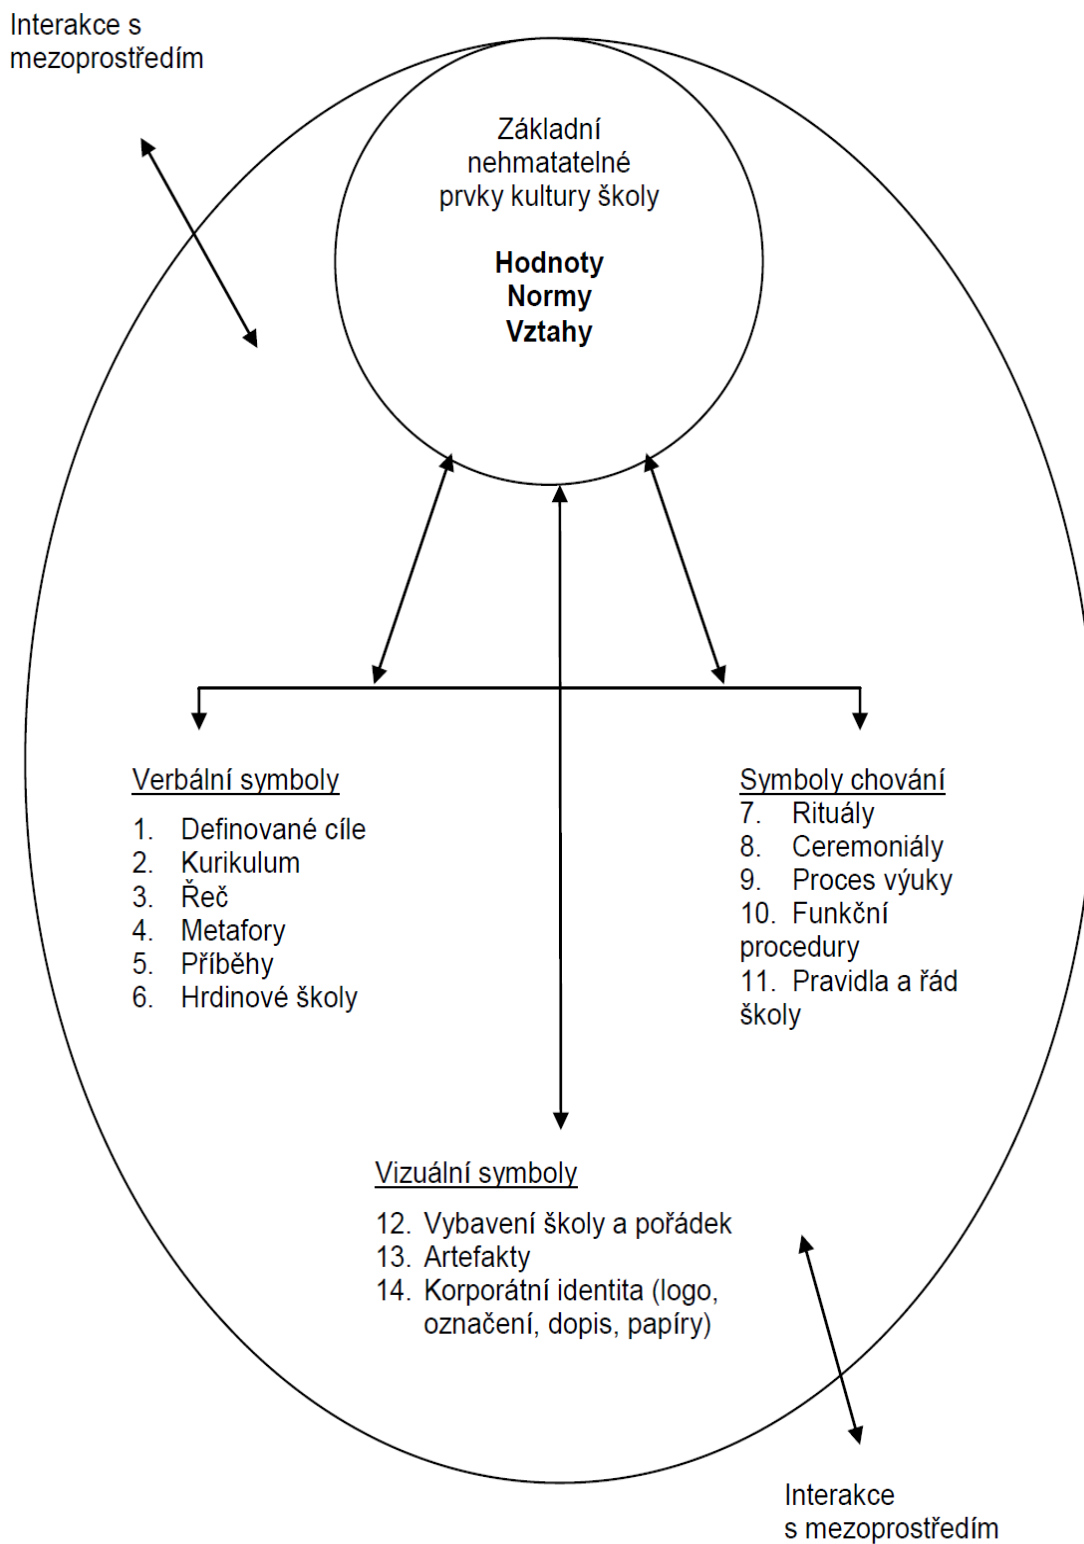 Interakce s
mezoprostředím
Základní
nehmatatelné
prvky kultury školy
Hodnoty
Normy
Vztahy
Verbální symboly
1. Definované cíle
2. Kurikulum
3. Řeč
4. Metafory
5. Příběhy
6. Hrdinové školy
Symboly chování
7. Rituály
8. Ceremoniály
9. Proces výuky
10. Funkční
procedury
11. Pravidla a řád
školy
Vizuální symboly
12. Vybavení školy a pořádek
13. Artefakty
14. Korporátní identita (logo,
označení, dopis, papíry)
Interakce
s mezoprostředím